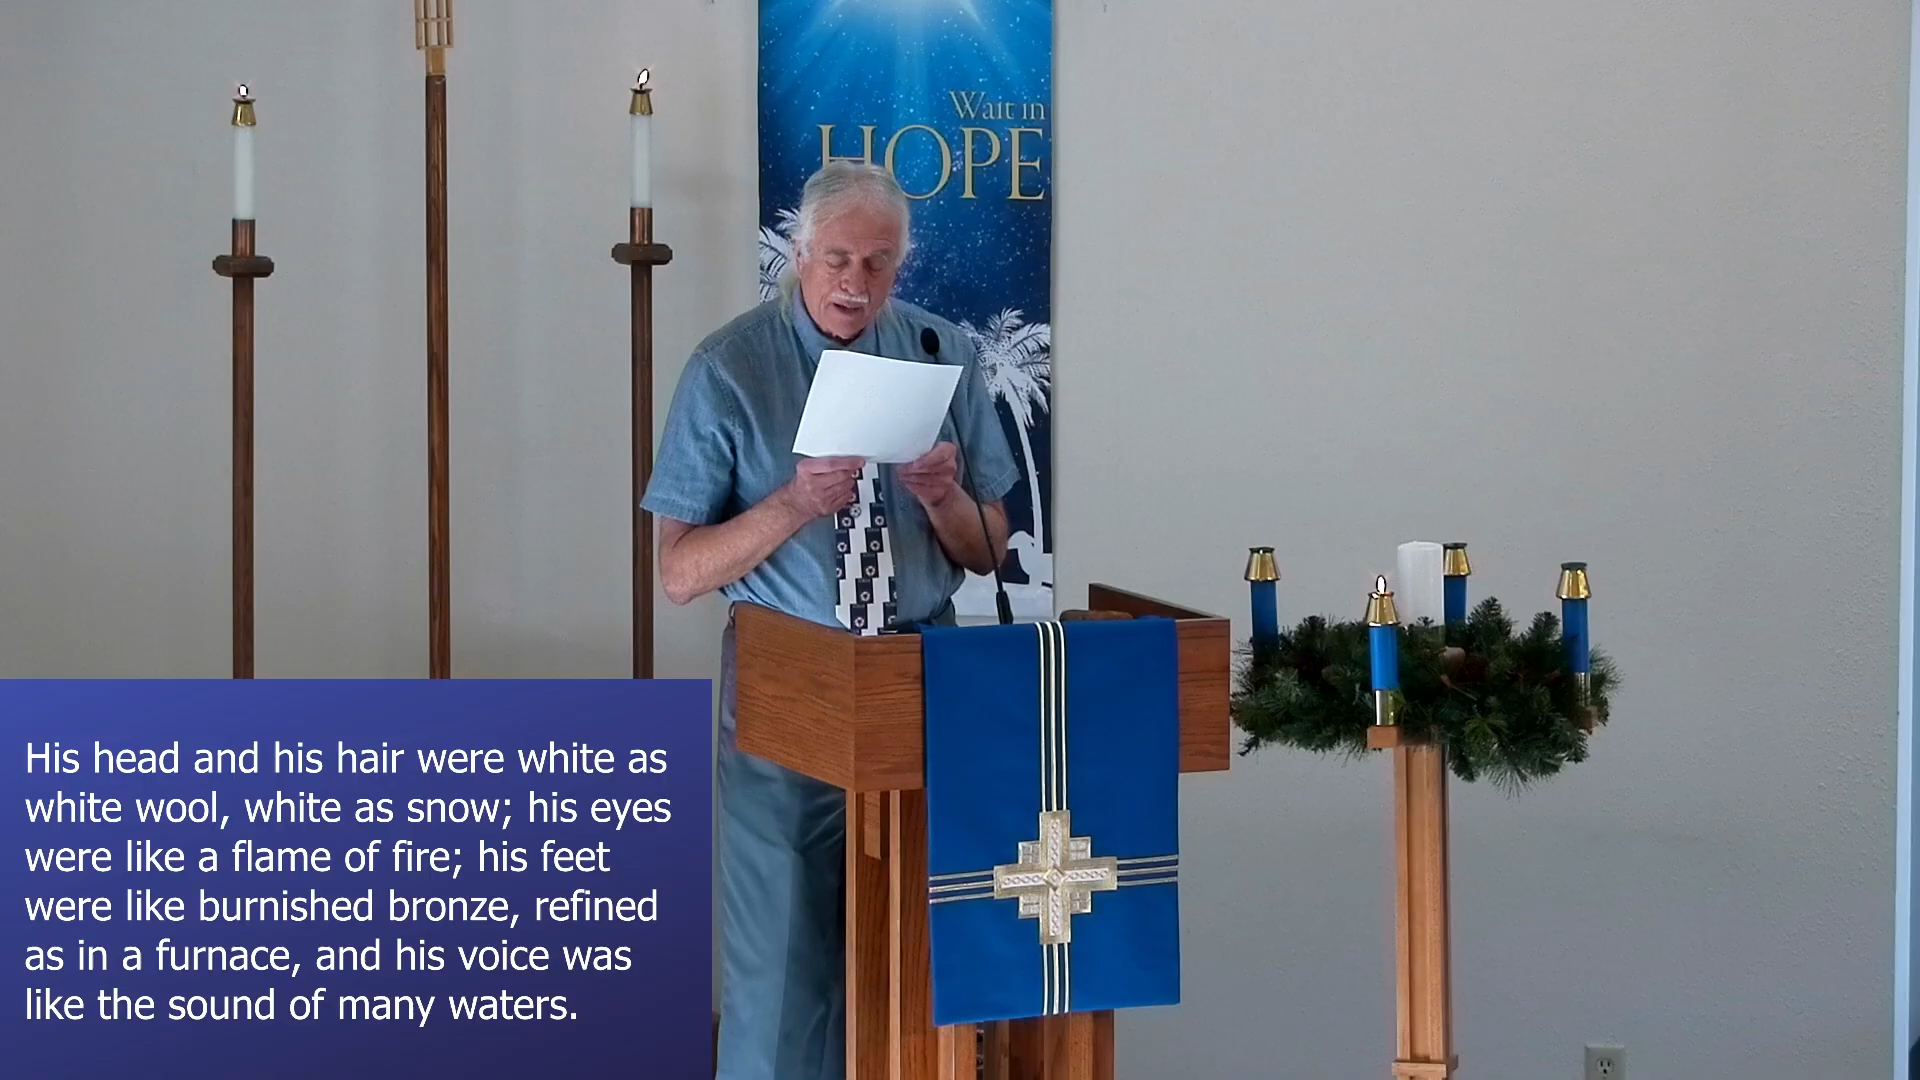 Wait in
HOPE
His head and his hair were white as
white wool, white as snow; his eyes
were like a flame of fire; his feet
were like burnished bronze, refined
as in a furnace, and his voice was
like the sound of many waters.